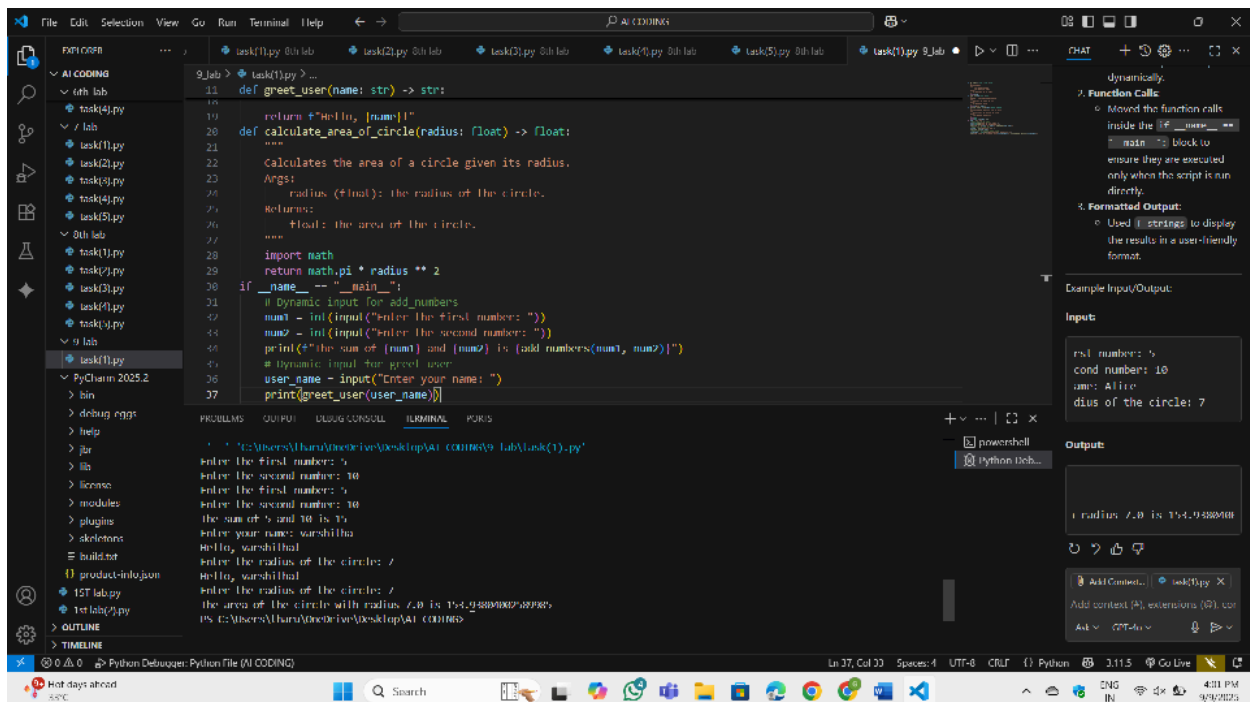 File Edit Selection View Go Run Terminal Help
AI CODING
EXPLORER
task(1).py 8th lab
task(2).py 8th lab
task(3).py 8th lab
task(4).py 8th lab
task(5).py 8th lab
task(1).py 9_lab
CHAT
AI CODING
6th lab
task(4).py
7 lab
task(1).py
task(2).py
task(3).py
task(4).py
task(5).py
8th lab
task(1).py
task(2).py
task(3).py
task(4).py
task(5).py
9 lab
task(1).py
PyCharm 2025.2
bin
debug-eggs
help
jbr
lib
license
modules
plugins
skeletons
build.txt
product-info.json
1ST lab.py
1st lab(2).py
OUTLINE
TIMELINE
9_lab > task(1).py > ...
11 def greet_user(name: str) -> str:
18
19 return f"Hello, {name}!"
20 def calculate_area_of_circle(radius: float) -> float:
21 """
22 Calculates the area of a circle given its radius.
23 Args:
24 radius (float): The radius of the circle.
25 Returns:
26 float: The area of the circle.
27 """
28 import math
29 return math.pi * radius ** 2
30 if __name__ == "__main__":
31 # Dynamic input for add_numbers
32 num1 = int(input("Enter the first number: "))
33 num2 = int(input("Enter the second number: "))
34 print(f"The sum of {num1} and {num2} is {add_numbers(num1, num2)}")
35 # Dynamic input for greet_user
36 user_name = input("Enter your name: ")
37 print(greet_user(user_name))
PROBLEMS OUTPUT DEBUG CONSOLE TERMINAL PORTS
'C:\Users\tharu\OneDrive\Desktop\AI CODING\9_lab\task(1).py'
Enter the first number: 5
Enter the second number: 10
Enter the first number: 5
Enter the second number: 10
The sum of 5 and 10 is 15
Enter your name: varshitha
Hello, varshitha!
Enter the radius of the circle: 7
Hello, varshitha!
Enter the radius of the circle: 7
The area of the circle with radius 7.0 is 153.93804002589985
PS C:\Users\tharu\OneDrive\Desktop\AI CODING>
powershell
Python Deb...
dynamically.
2. Function Calls:
Moved the function calls
inside the if __name__ ==
"__main__": block to
ensure they are executed
only when the script is run
directly.
3. Formatted Output:
Used f-strings to display
the results in a user-friendly
format.
Example Input/Output:
Input:
rst number: 5
cond number: 10
ame: Alice
dius of the circle: 7
Output:
radius 7.0 is 153.9380400
Add Context... task(1).py
Add context (#), extensions (@), cor
Ask GPT-4o
0 0 Python Debugger: Python File (AI CODING)
Ln 37, Col 33 Spaces: 4 UTF-8 CRLF {} Python 3.11.5 Go Live
9+
Hot days ahead
33°C
Search
ENG
IN
4:01 PM
9/9/2025